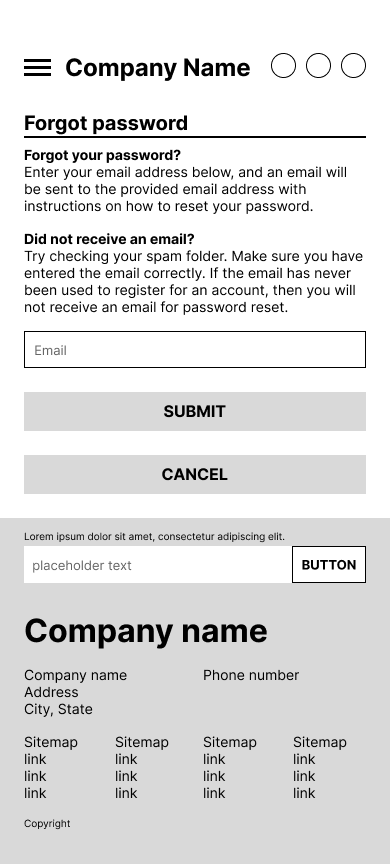 Company Name
Forgot password
Forgot your password?
Enter your email address below, and an email will
be sent to the provided email address with
instructions on how to reset your password.
Did not receive an email?
Try checking your spam folder. Make sure you have
entered the email correctly. If the email has never
been used to register for an account, then you will
not receive an email for password reset.
Email
SUBMIT
CANCEL
Lorem ipsum dolor sit amet, consectetur adipiscing elit.
placeholder text BUTTON
Company name
Company name Phone number
Address
City, State
Sitemap Sitemap Sitemap Sitemap
link link link link
link link link link
link link link link
Copyright